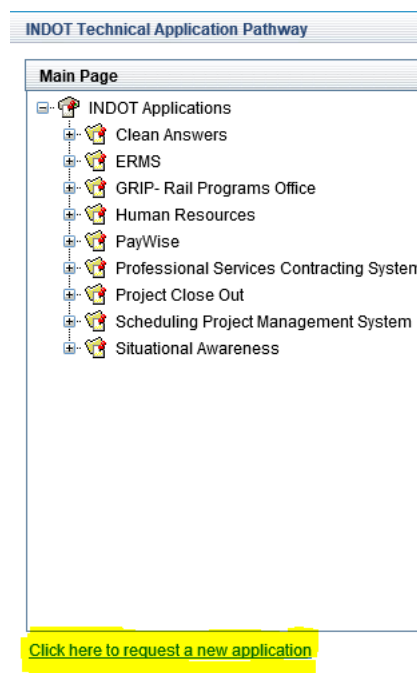 INDOT Technical Application Pathway
Main Page
INDOT Applications
Clean Answers
ERMS
GRIP- Rail Programs Office
Human Resources
PayWise
Professional Services Contracting System
Project Close Out
Scheduling Project Management System
Situational Awareness
Click here to request a new application